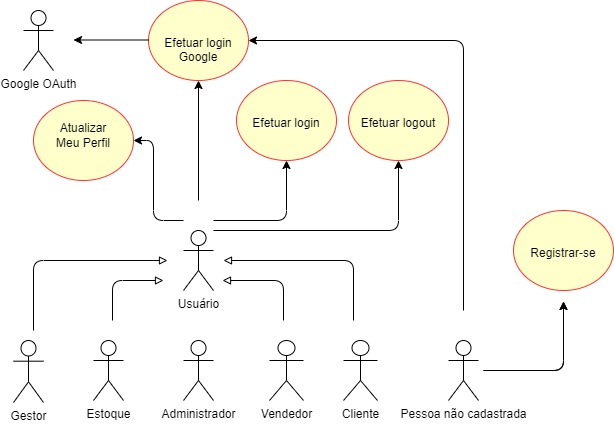 Efetuar login
Google
Google OAuth
Atualizar
Meu Perfil
Efetuar login
Efetuar logout
Registrar-se
Usuário
Gestor
Estoque
Administrador
Vendedor
Cliente
Pessoa não cadastrada